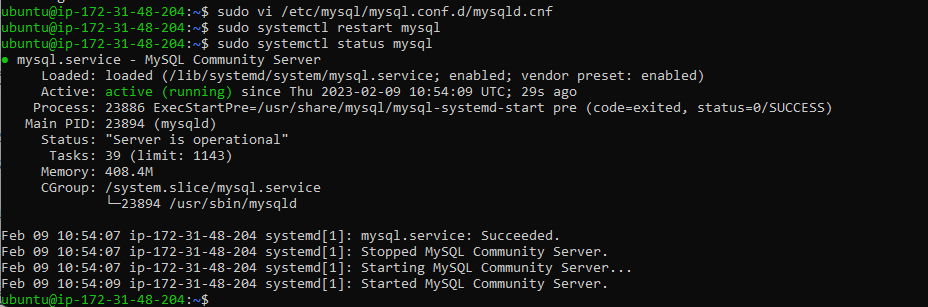 ubuntu@ip-172-31-48-204:~$ sudo vi /etc/mysql/mysql.conf.d/mysqld.cnf
ubuntu@ip-172-31-48-204:~$ sudo systemctl restart mysql
ubuntu@ip-172-31-48-204:~$ sudo systemctl status mysql
● mysql.service - MySQL Community Server
     Loaded: loaded (/lib/systemd/system/mysql.service; enabled; vendor preset: enabled)
     Active: active (running) since Thu 2023-02-09 10:54:09 UTC; 29s ago
    Process: 23886 ExecStartPre=/usr/share/mysql/mysql-systemd-start pre (code=exited, status=0/SUCCESS)
   Main PID: 23894 (mysqld)
     Status: "Server is operational"
      Tasks: 39 (limit: 1143)
     Memory: 408.4M
     CGroup: /system.slice/mysql.service
             └─23894 /usr/sbin/mysqld
Feb 09 10:54:07 ip-172-31-48-204 systemd[1]: mysql.service: Succeeded.
Feb 09 10:54:07 ip-172-31-48-204 systemd[1]: Stopped MySQL Community Server.
Feb 09 10:54:07 ip-172-31-48-204 systemd[1]: Starting MySQL Community Server...
Feb 09 10:54:09 ip-172-31-48-204 systemd[1]: Started MySQL Community Server.
ubuntu@ip-172-31-48-204:~$